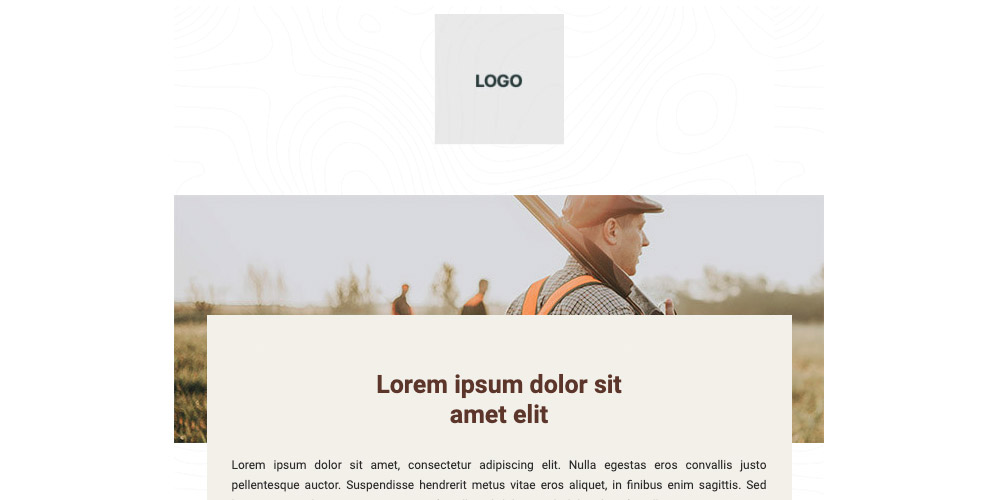 LOGO
Lorem ipsum dolor sit
amet elit
Lorem ipsum dolor sit amet, consectetur adipiscing elit. Nulla egestas eros convallis justo
pellentesque auctor. Suspendisse hendrerit metus vitae eros aliquet, in finibus enim sagittis. Sed